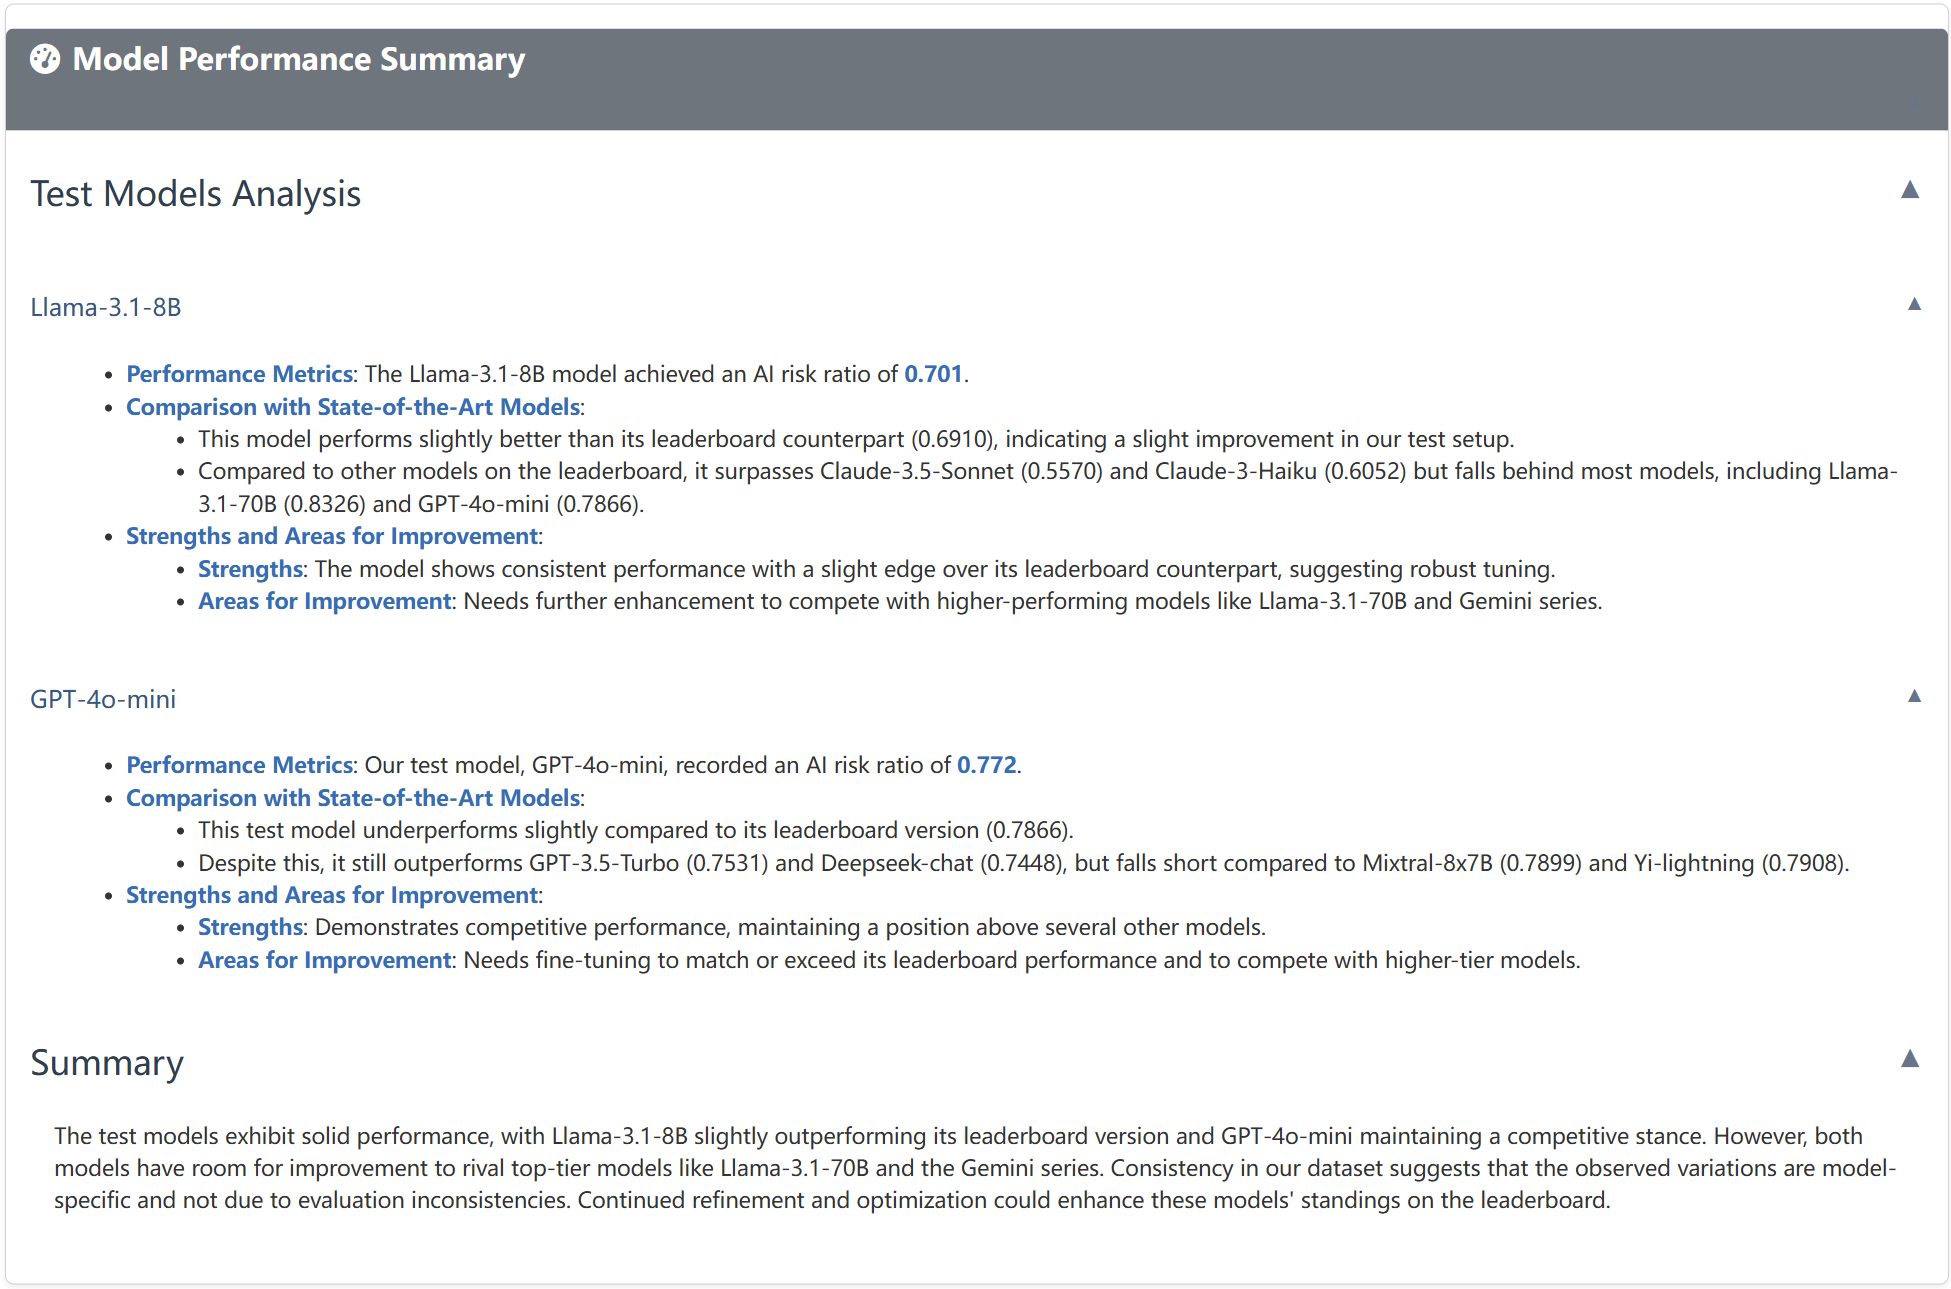 Model Performance Summary
Test Models Analysis
Llama-3.1-8B
• Performance Metrics: The Llama-3.1-8B model achieved an AI risk ratio of 0.701.
• Comparison with State-of-the-Art Models:
• This model performs slightly better than its leaderboard counterpart (0.6910), indicating a slight improvement in our test setup.
• Compared to other models on the leaderboard, it surpasses Claude-3.5-Sonnet (0.5570) and Claude-3-Haiku (0.6052) but falls behind most models, including Llama-
3.1-70B (0.8326) and GPT-4o-mini (0.7866).
• Strengths and Areas for Improvement:
• Strengths: The model shows consistent performance with a slight edge over its leaderboard counterpart, suggesting robust tuning.
• Areas for Improvement: Needs further enhancement to compete with higher-performing models like Llama-3.1-70B and Gemini series.
GPT-4o-mini
• Performance Metrics: Our test model, GPT-4o-mini, recorded an AI risk ratio of 0.772.
• Comparison with State-of-the-Art Models:
• This test model underperforms slightly compared to its leaderboard version (0.7866).
• Despite this, it still outperforms GPT-3.5-Turbo (0.7531) and Deepseek-chat (0.7448), but falls short compared to Mixtral-8x7B (0.7899) and Yi-lightning (0.7908).
• Strengths and Areas for Improvement:
• Strengths: Demonstrates competitive performance, maintaining a position above several other models.
• Areas for Improvement: Needs fine-tuning to match or exceed its leaderboard performance and to compete with higher-tier models.
Summary
The test models exhibit solid performance, with Llama-3.1-8B slightly outperforming its leaderboard version and GPT-4o-mini maintaining a competitive stance. However, both
models have room for improvement to rival top-tier models like Llama-3.1-70B and the Gemini series. Consistency in our dataset suggests that the observed variations are model-
specific and not due to evaluation inconsistencies. Continued refinement and optimization could enhance these models' standings on the leaderboard.